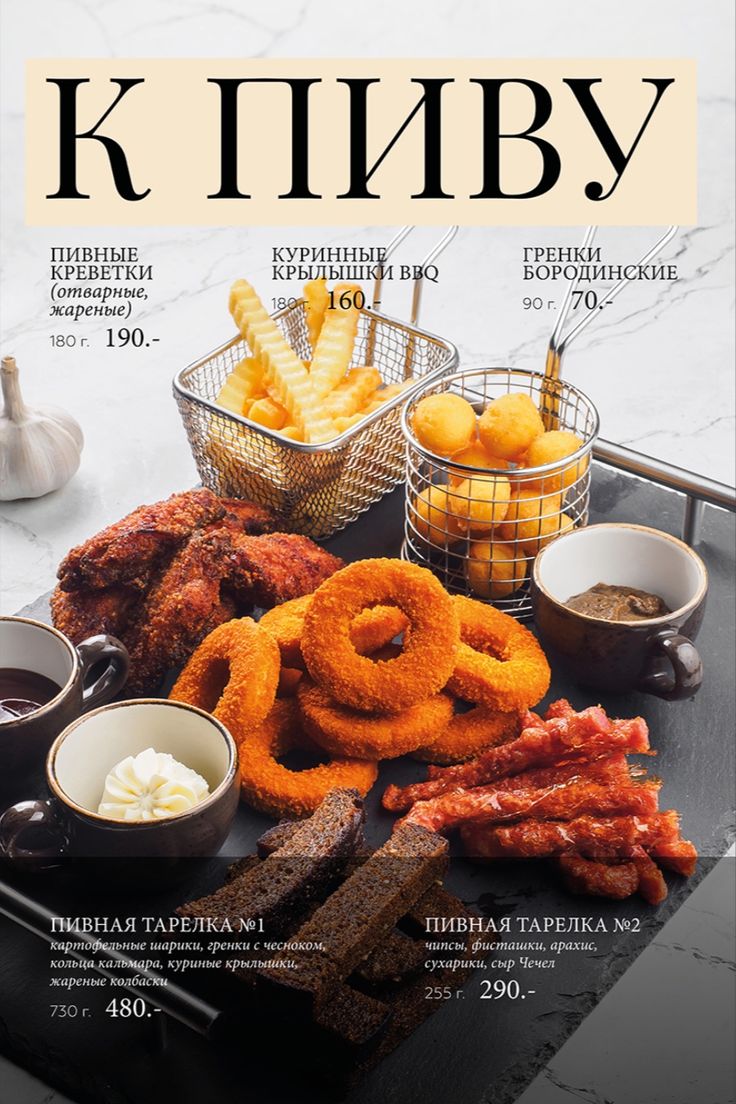 К ПИВУ
ПИВНЫЕ
КРЕВЕТКИ
(отварные,
жареные)
180 г. 190.-
КУРИННЫЕ
КРЫЛЫШКИ BBQ
180 г. 160.-
ГРЕНКИ
БОРОДИНСКИЕ
90 г. 70.-
ПИВНАЯ ТАРЕЛКА №1
картофельные шарики, гренки с чесноком,
кольца кальмара, куриные крылышки,
жареные колбаски
730 г. 480.-
ПИВНАЯ ТАРЕЛКА №2
чипсы, фисташки, арахис,
сухарики, сыр Чечел
255 г. 290.-